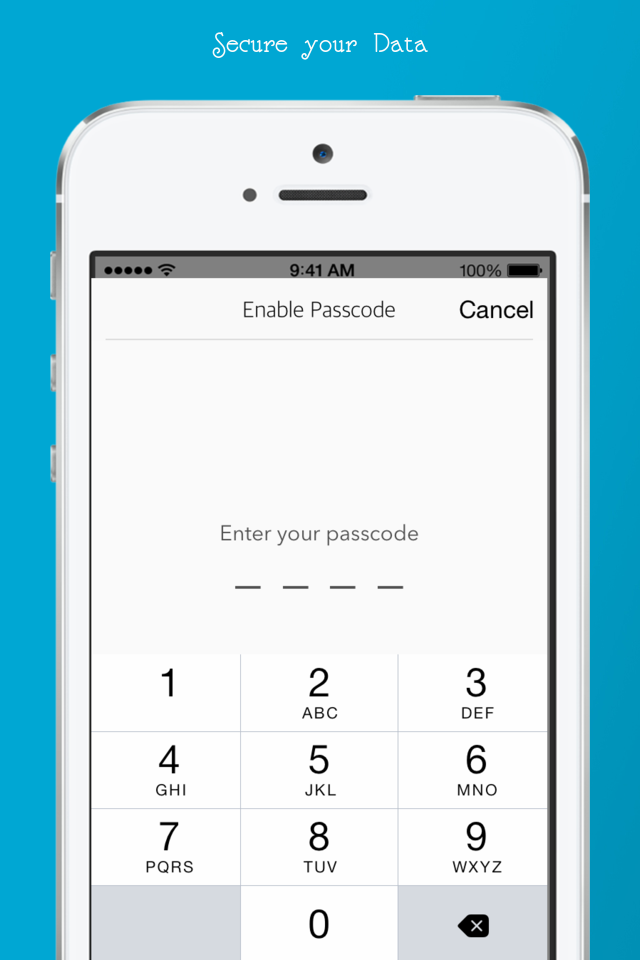 Secure your Data
9:41 AM 100%
Enable Passcode Cancel
Enter your passcode
1 2 3
ABC DEF
4 5 6
GHI JKL MNO
7 8 9
PQRS TUV WXYZ
0